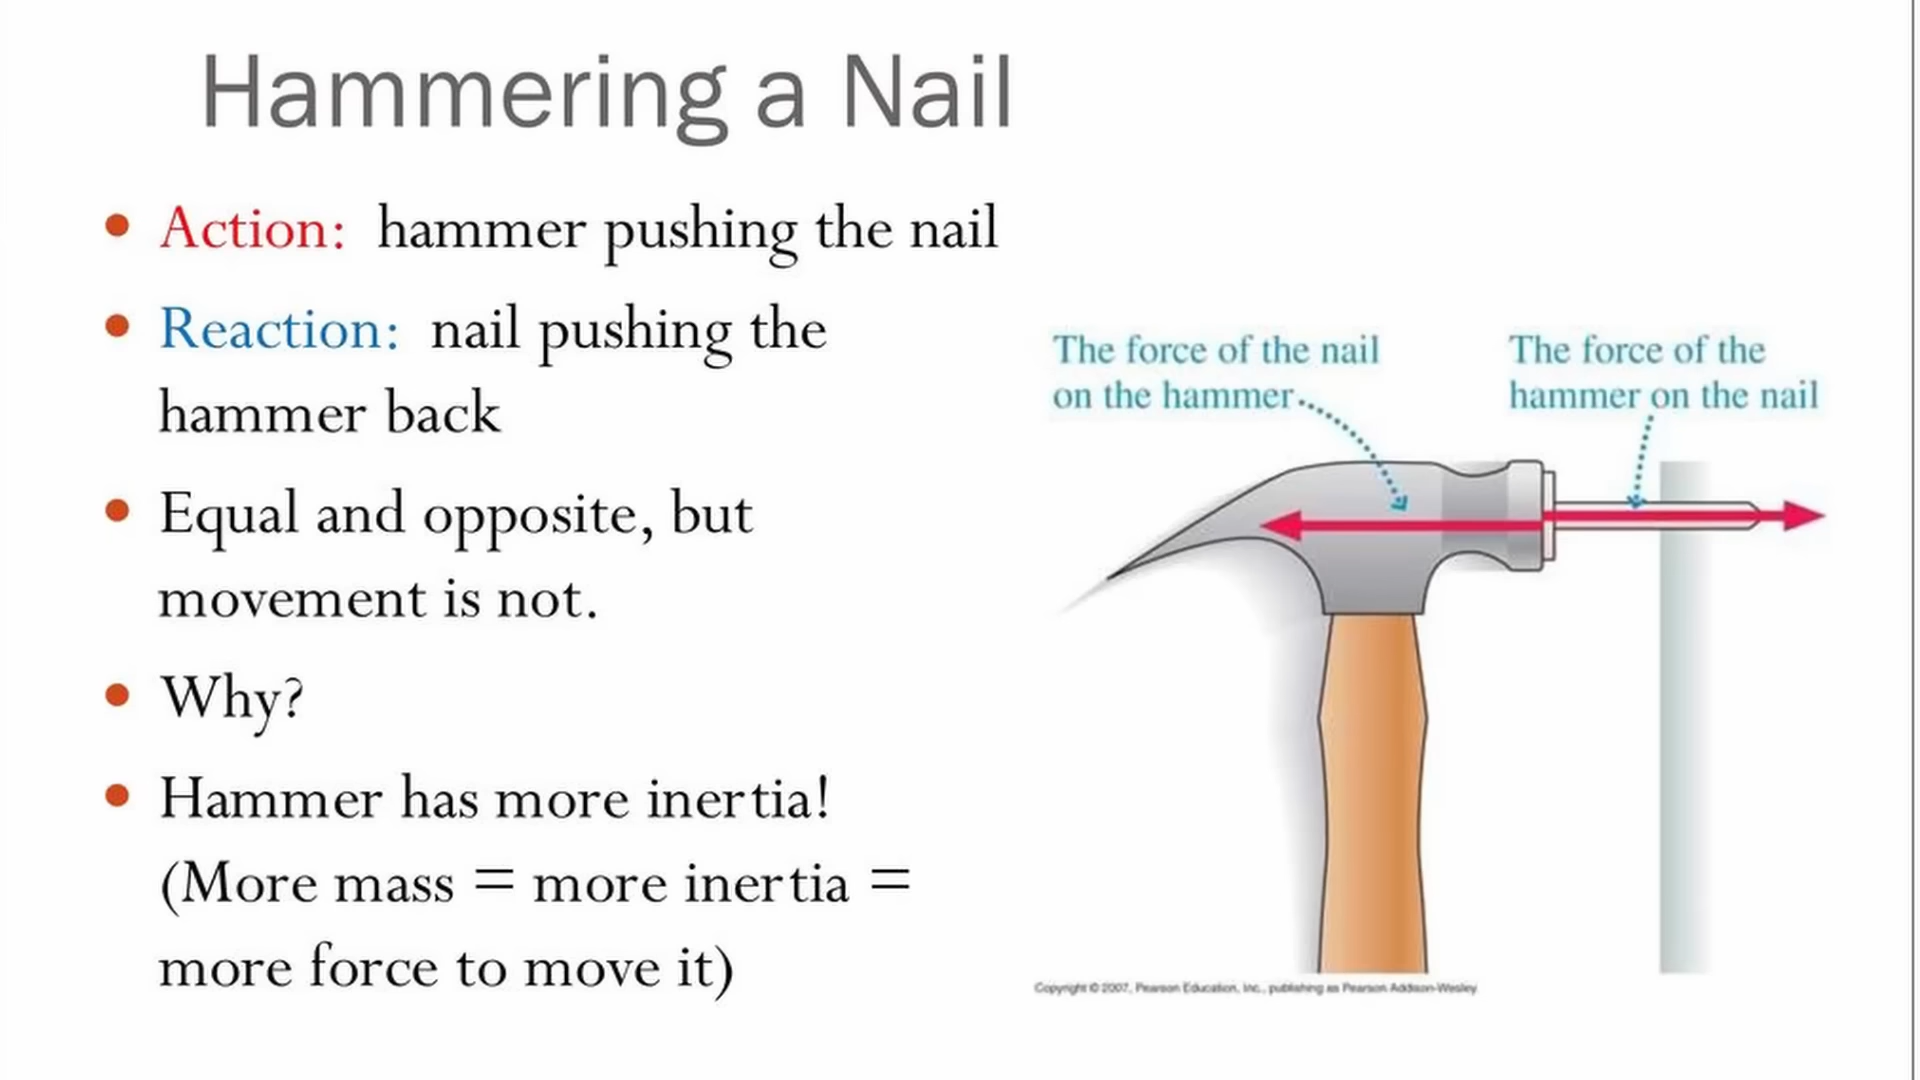 Hammering a Nail
Action: hammer pushing the nail
Reaction: nail pushing the
hammer back
Equal and opposite, but
movement is not.
Why?
Hammer has more inertia!
(More mass = more inertia =
more force to move it)
The force of the nail
on the hammer
The force of the
hammer on the nail
Copyright © 2007, Pearson Education, Inc., publishing as Pearson Addison-Wesley